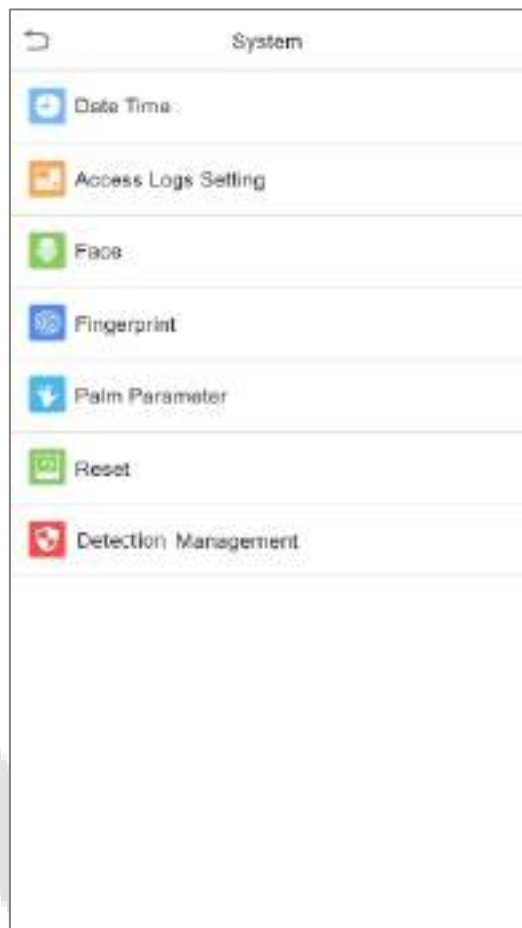 System
Date Time
Access Logs Setting
Face
Fingerprint
Palm Parameter
Reset
Detection Management